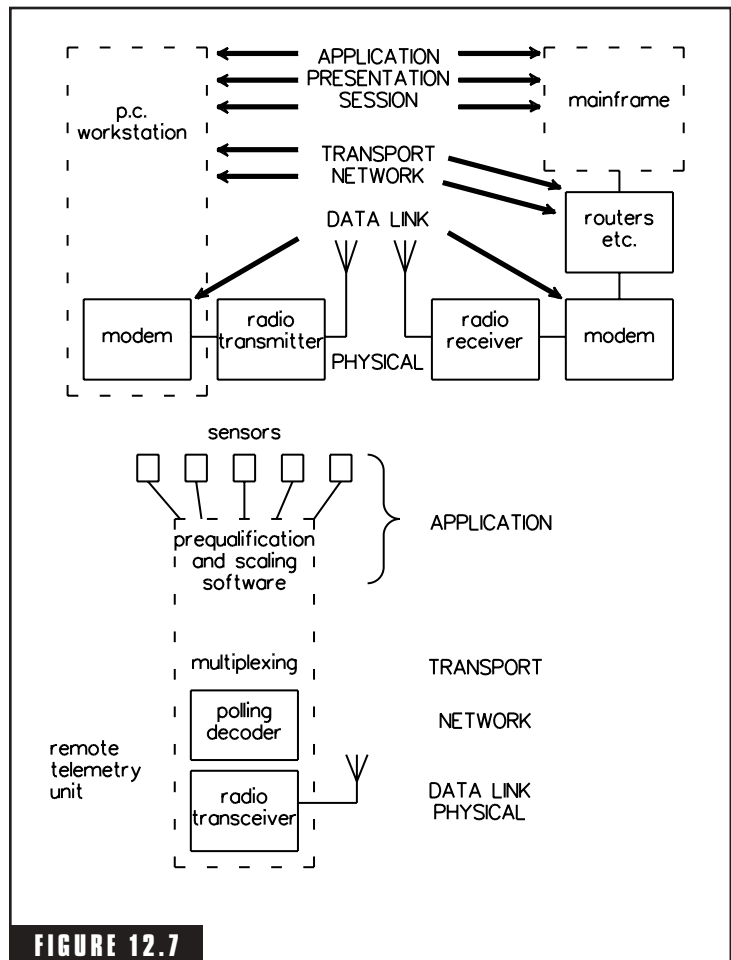 APPLICATION
PRESENTATION
SESSION
p.c.
workstation
mainframe
TRANSPORT
NETWORK
routers
etc.
DATA LINK
modem
radio
transmitter
PHYSICAL
radio
receiver
modem
sensors
prequalification
and scaling
software
APPLICATION
multiplexing
TRANSPORT
polling
decoder
NETWORK
remote
telemetry
unit
radio
transceiver
DATA LINK
PHYSICAL
FIGURE 12.7